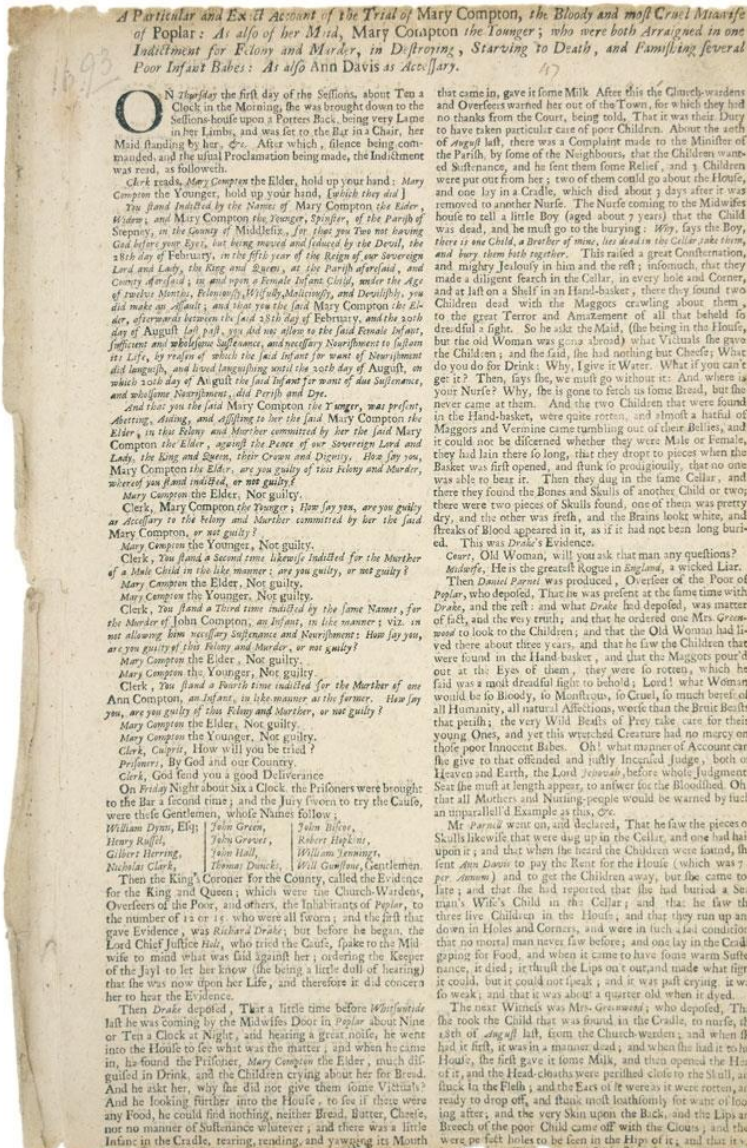 A Particular and Exact Account of the Trial of Mary Compton, the Bloody and most Cruel Midwife
of Poplar: As also of her Maid, Mary Compton the Younger; who were both Arraigned in one
Indictment for Felony and Murder, in Destroying, Starving to Death, and Famishing several
Poor Infant Babes: As also Ann Davis as Accessary.
1693
47
ON Thursday the first day of the Sessions, about Ten a
Clock in the Morning, she was brought down to the
Sessions-house upon a Porters Back, being very Lame
in her Limbs, and was set to the Bar in a Chair, her
Maid standing by her, &c. After which, silence being com-
manded, and the usual Proclamation being made, the Indictment
was read, as followeth.
Clerk reads, Mary Compton the Elder, hold up your hand: Mary
Compton the Younger, hold up your hand, [which they did]
You stand Indicted by the Names of Mary Compton the Elder,
Widow; and Mary Compton the Younger, Spinster, of the Parish of
Stepney, in the County of Middlesex, for that you Two not having
God before your Eyes, but being moved and seduced by the Devil, the
28th day of February, in the fifth year of the Reign of our Sovereign
Lord and Lady, the King and Queen, at the Parish aforesaid, and
County aforesaid; in and upon a Female Infant Child, under the Age
of twelve Months, Feloniously, Wilfully, Maliciously, and Devilishly, you
did make an Assault; and that you the said Mary Compton the El-
der, afterwards between the said 28th day of February, and the 20th
day of August last past, you did not allow to the said Female Infant,
sufficient and wholesome Sustenance, and necessary Nourishment to sustain
its Life, by reason of which the said Infant for want of Nourishment
did languish, and lived languishing until the 20th day of August, on
which 20th day of August the said Infant for want of due Sustenance,
and wholsome Nourishment, did Perish and Dye.
And that you the said Mary Compton the Younger, was present,
Abetting, Aiding, and Assisting to her the said Mary Compton the
Elder, in this Felony and Murther committed by her the said Mary
Compton the Elder, against the Peace of our Sovereign Lord and
Lady, the King and Queen, their Crown and Dignity. How say you,
Mary Compton the Elder, are you guilty of this Felony and Murder,
whereof you stand indicted, or not guilty?
Mary Compton the Elder, Not guilty.
Clerk, Mary Compton the Younger; How say you, are you guilty
as Accessary to the Felony and Murther committed by her the said
Mary Compton, or not guilty?
Mary Compton the Younger, Not guilty.
Clerk, You stand a Second time likewise Indicted for the Murther
of a Male Child in the like manner: are you guilty, or not guilty?
Mary Compton the Elder, Not guilty.
Mary Compton the Younger, Not guilty.
Clerk, You stand a Third time indicted by the same Names, for
the Murder of John Compton, an Infant, in like manner; viz. in
not allowing him necessary Sustenance and Nourishment: How say you,
are you guilty of this Felony and Murder, or not guilty?
Mary Compton the Elder, Not guilty.
Mary Compton the Younger, Not guilty.
Clerk, You stand a Fourth time indicted for the Murther of one
Ann Compton, an Infant, in like manner as the former. How say
you, are you guilty of this Felony and Murther, or not guilty?
Mary Compton the Elder, Not guilty.
Mary Compton the Younger, Not guilty.
Clerk, Culprit, How will you be tried?
Prisoners, By God and our Country.
Clerk, God send you a good Deliverance
On Friday Night about Six a Clock the Prisoners were brought
to the Bar a second time; and the Jury sworn to try the Cause,
were these Gentlemen, whose Names follow;
William Dynn, Esq; John Green, John Biscoe,
Henry Russel, John Groves, Robert Hopkins,
Gilbert Herring, John Hall, William Jennings,
Nicholas Clark, Thomas Duncks, Will Gunstone, Gentlemen.
Then the King's Coroner for the County, called the Evidence
for the King and Queen; which were the Church-Wardens,
Overseers of the Poor, and others, the Inhabitants of Poplar, to
the number of 12 or 15. who were all sworn; and the first that
gave Evidence, was Richard Drake; but before he began, the
Lord Chief Justice Holt, who tried the Cause, spake to the Mid-
wife to mind what was said against her; ordering the Keeper
of the Jayl to let her know (she being a little dull of hearing)
that she was now upon her Life, and therefore it did concern
her to hear the Evidence.
Then Drake deposed, That a little time before Whitsuntide
last he was coming by the Midwifes Door in Poplar about Nine
or Ten a Clock at Night, and hearing a great noise, he went
into the House to see what was the matter; and when he came
in, he found the Prisoner, Mary Compton the Elder, much dis-
guised in Drink, and the Children crying about her for Bread.
And he askt her, why she did not give them some Victuals?
And he looking further into the House, to see if there were
any Food, he could find nothing, neither Bread, Butter, Cheese,
nor no manner of Sustenance whatever; and there was a little
Infant in the Cradle, tearing, rending, and yawning its Mouth
that came in, gave it some Milk After this the Church-wardens
and Overseers warned her out of the Town, for which they had
no thanks from the Court, being told, That it was their Duty
to have taken particular care of poor Children. About the 20th
of August last, there was a Complaint made to the Minister of
the Parish, by some of the Neighbours, that the Children want-
ed Sustenance, and he sent them some Relief, and 3 Children
were put out from her; two of them could go about the House,
and one lay in a Cradle, which died about 3 days after it was
removed to another Nurse. The Nurse coming to the Midwifes
house to tell a little Boy (aged about 7 years) that the Child
was dead, and he must go to the burying: Why, says the Boy,
there is one Child, a Brother of mine, lies dead in the Cellar, take them,
and bury them both together. This raised a great Consternation,
and mighty Jealousy in him and the rest; insomuch, that they
made a diligent search in the Cellar, in every hole and Corner,
and at last on a Shelf in an Hand-basket, there they found two
Children dead with the Maggots crawling about them,
to the great Terror and Amazement of all that beheld so
dreadful a sight. So he askt the Maid, (she being in the House,
but the old Woman was gone abroad) what Victuals she gave
the Children; and she said, she had nothing but Cheese; What
do you do for Drink: Why, I give it Water. What if you can't
get it? Then, says she, we must go without it: And where is
your Nurse? Why, she is gone to fetch us some Bread, but she
never came at them. And the two Children that were found
in the Hand-basket, were quite rotten, and almost a hatful of
Maggors and Vermine came tumbling out of their Bellies, and
it could not be discerned whether they were Male or Female,
they had lain there so long, that they dropt to pieces when the
Basket was first opened, and stunk so prodigiously, that no one
was able to bear it. Then they dug in the same Cellar, and
there they found the Bones and Skulls of another Child or two;
there were two pieces of Skulls found, one of them was pretty
dry, and the other was fresh, and the Brains lookt white, and
streaks of Blood appeared in it, as if it had not been long buri-
ed. This was Drake's Evidence.
Court, Old Woman, will you ask that man any questions?
Midwife, He is the greatest Rogue in England, a wicked Liar.
Then Daniel Parnel was produced, Overseer of the Poor of
Poplar, who deposed, That he was present at the same time with
Drake, and the rest: and what Drake had deposed, was matter
of fact, and the very truth; and that he ordered one Mrs. Green-
wood to look to the Children; and that the Old Woman had li-
ved there about three years, and that he saw the Children that
were found in the Hand-basket, and that the Maggots pour'd
out at the Eyes of them, they were so rotten, which he
said was a most dreadful sight to behold; Lord! what Woman
would be so Bloody, so Monstrous, so Cruel, so much bereft of
all Humanity, all natural Affections, worse than the Bruit Beasts
that perish; the very Wild Beasts of Prey take care for their
young Ones, and yet this wretched Creature had no mercy on
those poor Innocent Babes. Oh! what manner of Account can
she give to that offended and justly Incensed Judge, both of
Heaven and Earth, the Lord Jehovah, before whose Judgment
Seat she must at length appear, to answer for the Bloodshed. Oh
that all Mothers and Nursing-people would be warned by such
an unparallel'd Example as this, &c.
Mr Parnell went on, and declared, That he saw the pieces o
Skulls likewise that were dug up in the Cellar, and one had hair
upon it; and that when she heard the Children were found, sh
sent Ann Davis to pay the Rent for the House (which was 7
per Annum) and to get the Children away, but she came to
late; and that she had reported that she had buried a Sea
man's Wife's Child in the Cellar; and that he saw th
three live Children in the House, and that they run up an
down in Holes and Corners, and were in such a sad condition
that no mortal man never saw before; and one lay in the Crad
gaping for Food, and when it came to have some warm Suste
nance, it died; it thrust the Lips on't out, and made what sign
it could, but it could not speak; and it was past crying. it wa
so weak; and that it was about a quarter old when it dyed.
The next Witness was Mrs. Greenwood; who deposed, Th
she took the Child that was found in the Cradle, to nurse, th
28th of August last, from the Church-warden; and when sh
had it first, it was in a manner dead; and when she had it to h
House, she first gave it some Milk, and then opened the H
of it, and the Head-cloaths were perished close to the Skull, an
stuck in the Flesh; and the Ears of it were as it were rotten, a
ready to drop off, and stunk most loathsomly for want of loo
ing after; and the very Skin upon the Back, and the Lips a
Breech of the poor Child came off with the Clouts; and the
were pe fect holes to be seen in the Hips of it; and that it